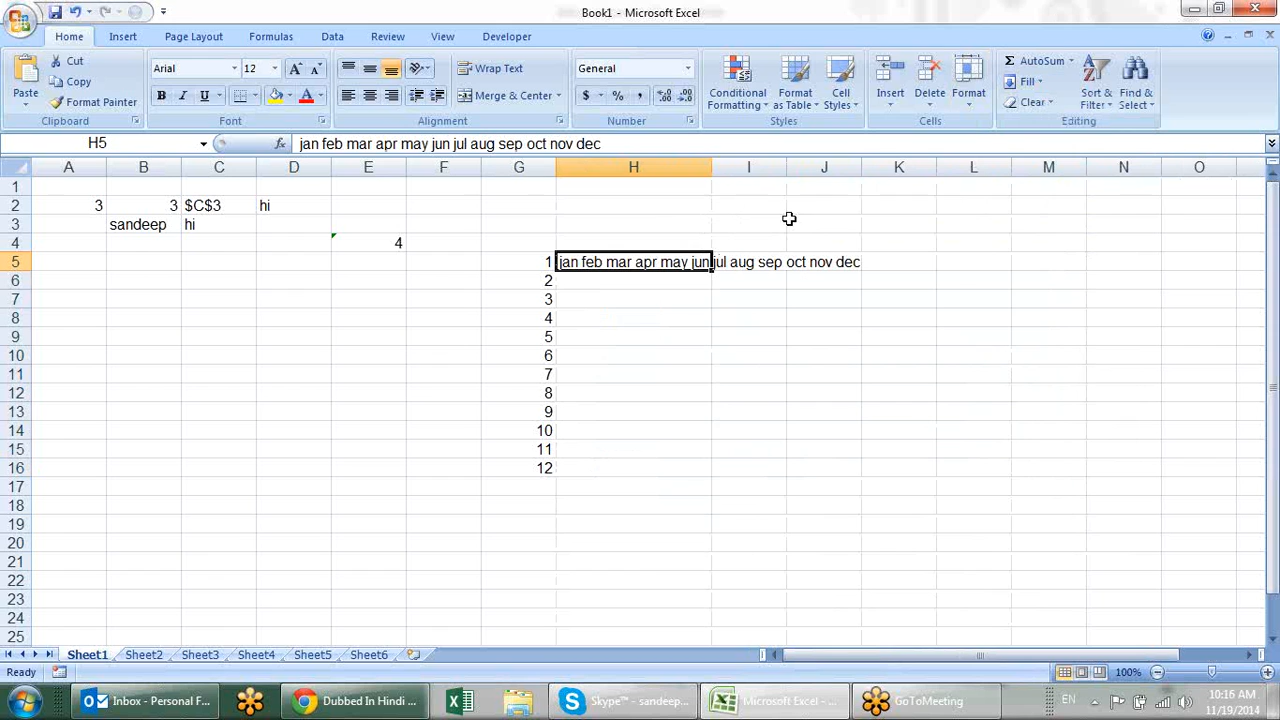 Book1 - Microsoft Excel
Home Insert Page Layout Formulas Data Review View Developer
Paste
Cut
Copy
Format Painter
Clipboard
Arial 12
B I U
Font
Wrap Text
Merge & Center
Alignment
General
$ % ,
Number
Conditional Formatting
Format as Table
Cell Styles
Styles
Insert Delete Format
Cells
Σ AutoSum
Fill
Clear
Sort & Filter
Find & Select
Editing
H5 fx jan feb mar apr may jun jul aug sep oct nov dec
A B C D E F G H I J K L M N O
1
2 3 3 $C$3 hi
3 sandeep hi
4 4
5 1 jan feb mar apr may jun jul aug sep oct nov dec
6 2
7 3
8 4
9 5
10 6
11 7
12 8
13 9
14 10
15 11
16 12
17
18
19
20
21
22
23
24
25
Sheet1 Sheet2 Sheet3 Sheet4 Sheet5 Sheet6
Ready 100%
Inbox - Personal F...
Dubbed In Hindi ...
Skype™ - sandeep...
Microsoft Excel - ...
GoToMeeting
EN
10:16 AM
11/19/2014